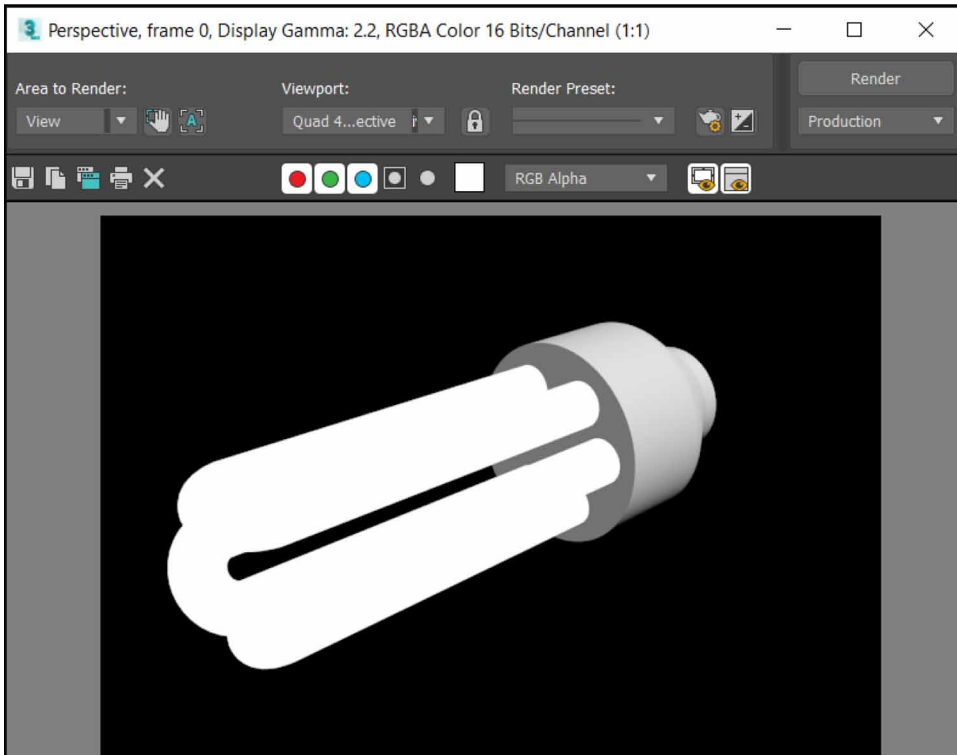 Perspective, frame 0, Display Gamma: 2.2, RGBA Color 16 Bits/Channel (1:1)
Area to Render:
Viewport:
Render Preset:
Render
View
Quad 4...ective
Production
RGB Alpha